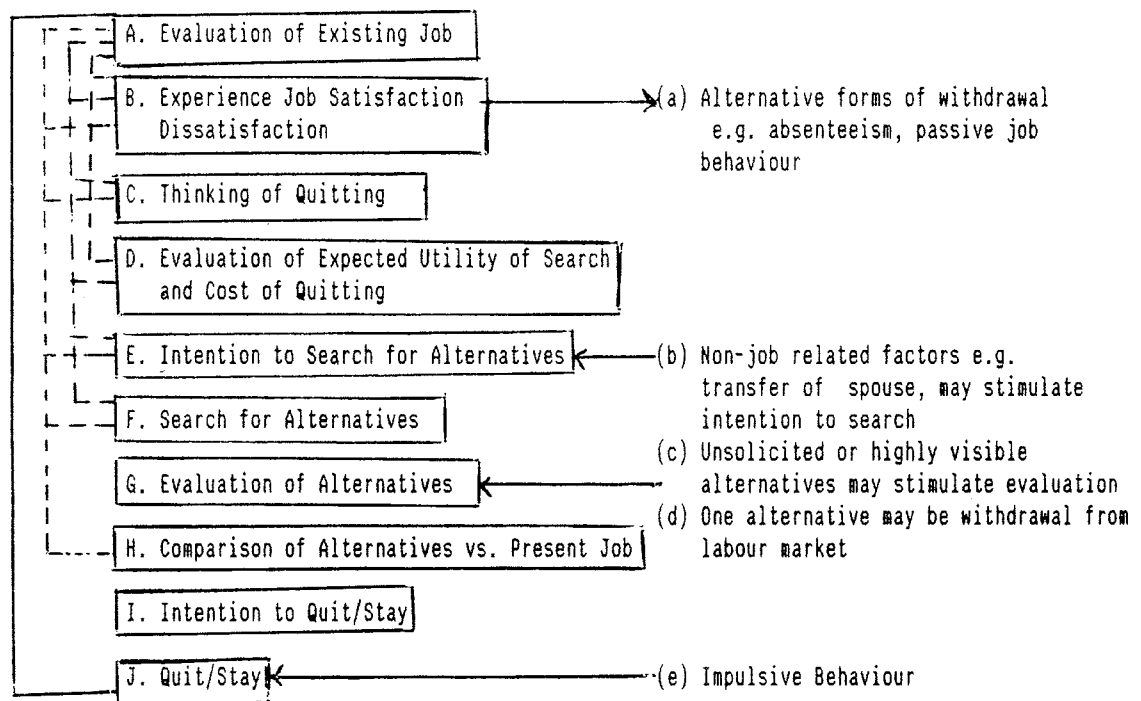 A. Evaluation of Existing Job
B. Experience Job Satisfaction
Dissatisfaction
(a) Alternative forms of withdrawal
e.g. absenteeism, passive job
behaviour
C. Thinking of Quitting
D. Evaluation of Expected Utility of Search
and Cost of Quitting
E. Intention to Search for Alternatives
(b) Non-job related factors e.g.
transfer of spouse, may stimulate
intention to search
F. Search for Alternatives
(c) Unsolicited or highly visible
alternatives may stimulate evaluation
G. Evaluation of Alternatives
(d) One alternative may be withdrawal from
labour market
H. Comparison of Alternatives vs. Present Job
I. Intention to Quit/Stay
J. Quit/Stay
(e) Impulsive Behaviour